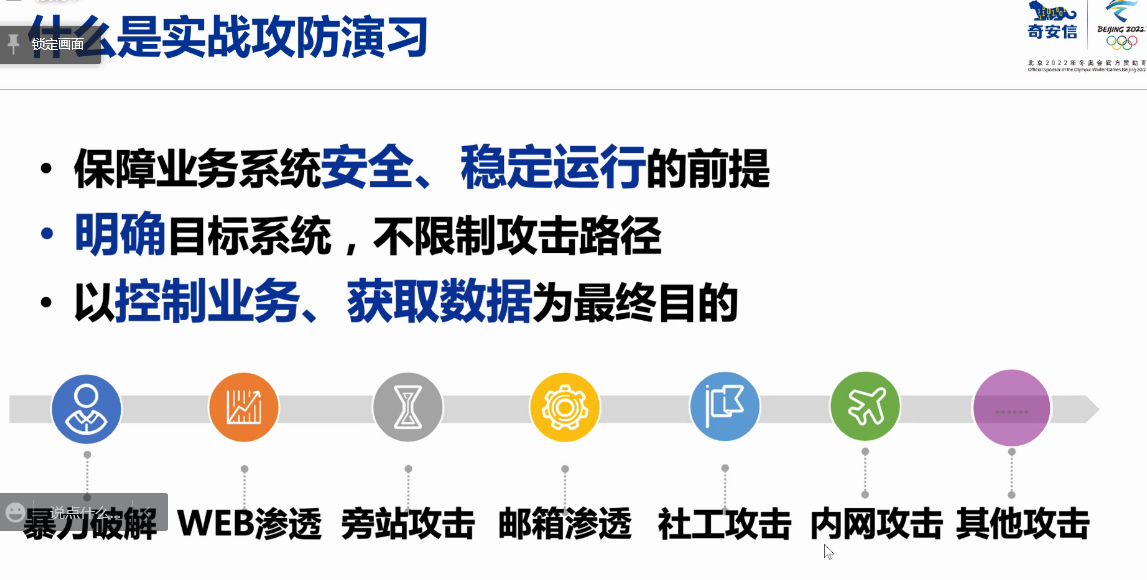 什么是实战攻防演习
锁定画面
奇安信
BEIJING 2022
北京2022年冬奥会官方赞助商
Official Sponsor of the Olympic Winter Games Beijing 2022
• 保障业务系统安全、稳定运行的前提
• 明确目标系统，不限制攻击路径
• 以控制业务、获取数据为最终目的
......
说点什么...
暴力破解 WEB渗透 旁站攻击 邮箱渗透 社工攻击 内网攻击 其他攻击